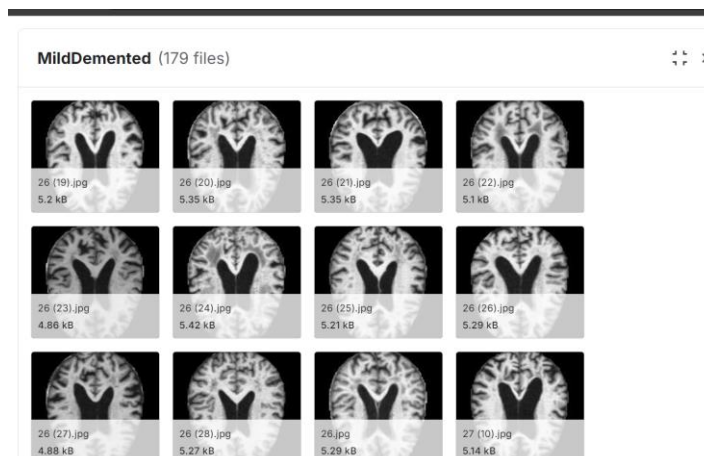 MildDemented (179 files)
26 (19).jpg
5.2 kB
26 (20).jpg
5.35 kB
26 (21).jpg
5.35 kB
26 (22).jpg
5.1 kB
26 (23).jpg
4.86 kB
26 (24).jpg
5.42 kB
26 (25).jpg
5.21 kB
26 (26).jpg
5.29 kB
26 (27).jpg
4.88 kB
26 (28).jpg
5.27 kB
26.jpg
5.29 kB
27 (10).jpg
5.14 kB